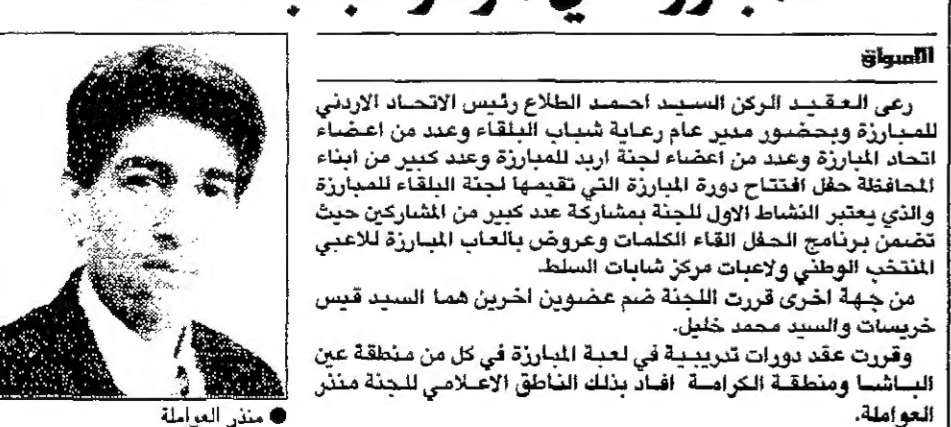 الأسواق
رعى العقيد الركن السيد احمد الطلاع رئيس الاتحاد الاردني
للمبارزة وبحضور مدير عام رعاية شباب البلقاء وعدد من اعضاء
اتحاد المبارزة وعدد من اعضاء لجنة اربد للمبارزة وعدد كبير من ابناء
المحافظة حفل افتتاح دورة المبارزة التي تقيمها لجنة البلقاء للمبارزة
والذي يعتبر النشاط الاول للجنة بمشاركة عدد كبير من المشاركين حيث
تضمن برنامج الحفل القاء الكلمات وعروض بالعاب المبارزة للاعبي
المنتخب الوطني ولاعبات مركز شابات السلط.
من جهة اخرى قررت اللجنة ضم عضوين اخرين هما السيد قيس
خريسات والسيد محمد خليل.
وقررت عقد دورات تدريبية في لعبة المبارزة في كل من منطقة عين
الباشا ومنطقة الكرامة افاد بذلك الناطق الاعلامي للجنة منذر
العواملة.
● منذر العواملة